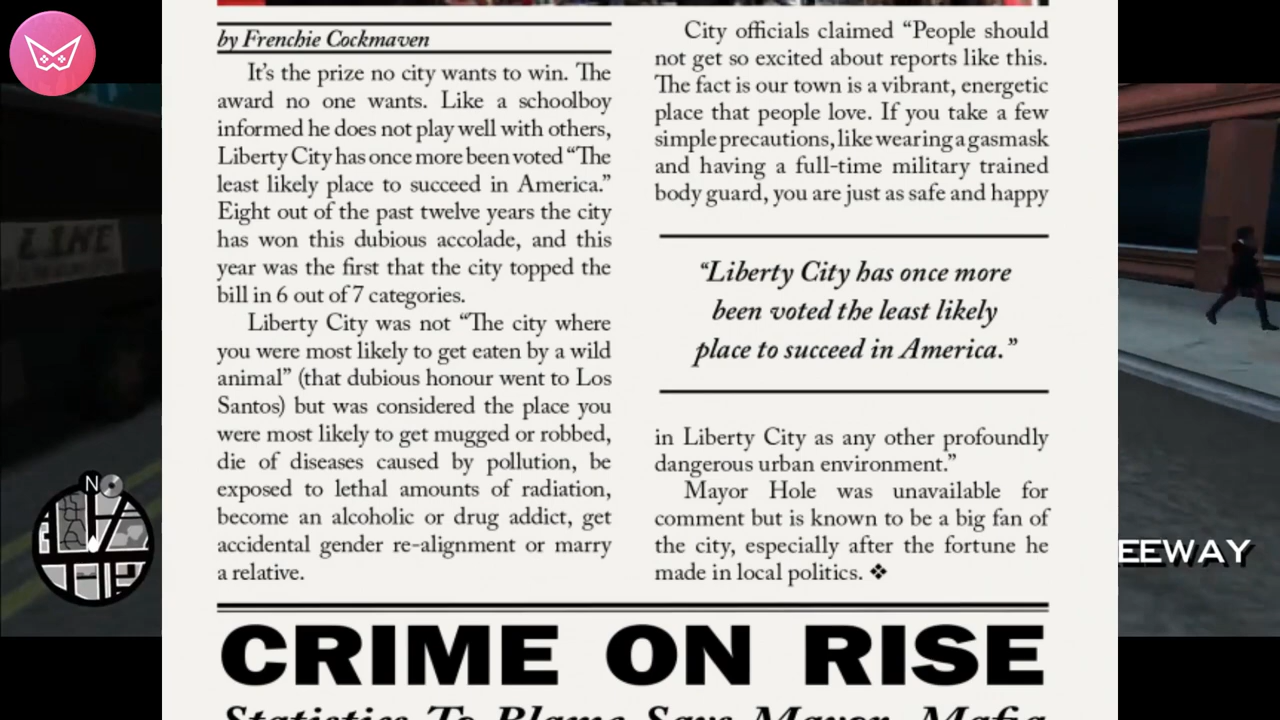 by Frenchie Cockmaven
It's the prize no city wants to win. The
award no one wants. Like a schoolboy
informed he does not play well with others,
Liberty City has once more been voted “The
least likely place to succeed in America.”
Eight out of the past twelve years the city
has won this dubious accolade, and this
year was the first that the city topped the
bill in 6 out of 7 categories.
Liberty City was not “The city where
you were most likely to get eaten by a wild
animal” (that dubious honour went to Los
Santos) but was considered the place you
were most likely to get mugged or robbed,
die of diseases caused by pollution, be
exposed to lethal amounts of radiation,
become an alcoholic or drug addict, get
accidental gender re-alignment or marry
a relative.
City officials claimed “People should
not get so excited about reports like this.
The fact is our town is a vibrant, energetic
place that people love. If you take a few
simple precautions, like wearing a gasmask
and having a full-time military trained
body guard, you are just as safe and happy
“Liberty City has once more
been voted the least likely
place to succeed in America.”
in Liberty City as any other profoundly
dangerous urban environment.”
Mayor Hole was unavailable for
comment but is known to be a big fan of
the city, especially after the fortune he
made in local politics. ❖
CRIME ON RISE
Statistics To Blame Says Mayor, Mafia
LINE
N
EEWAY